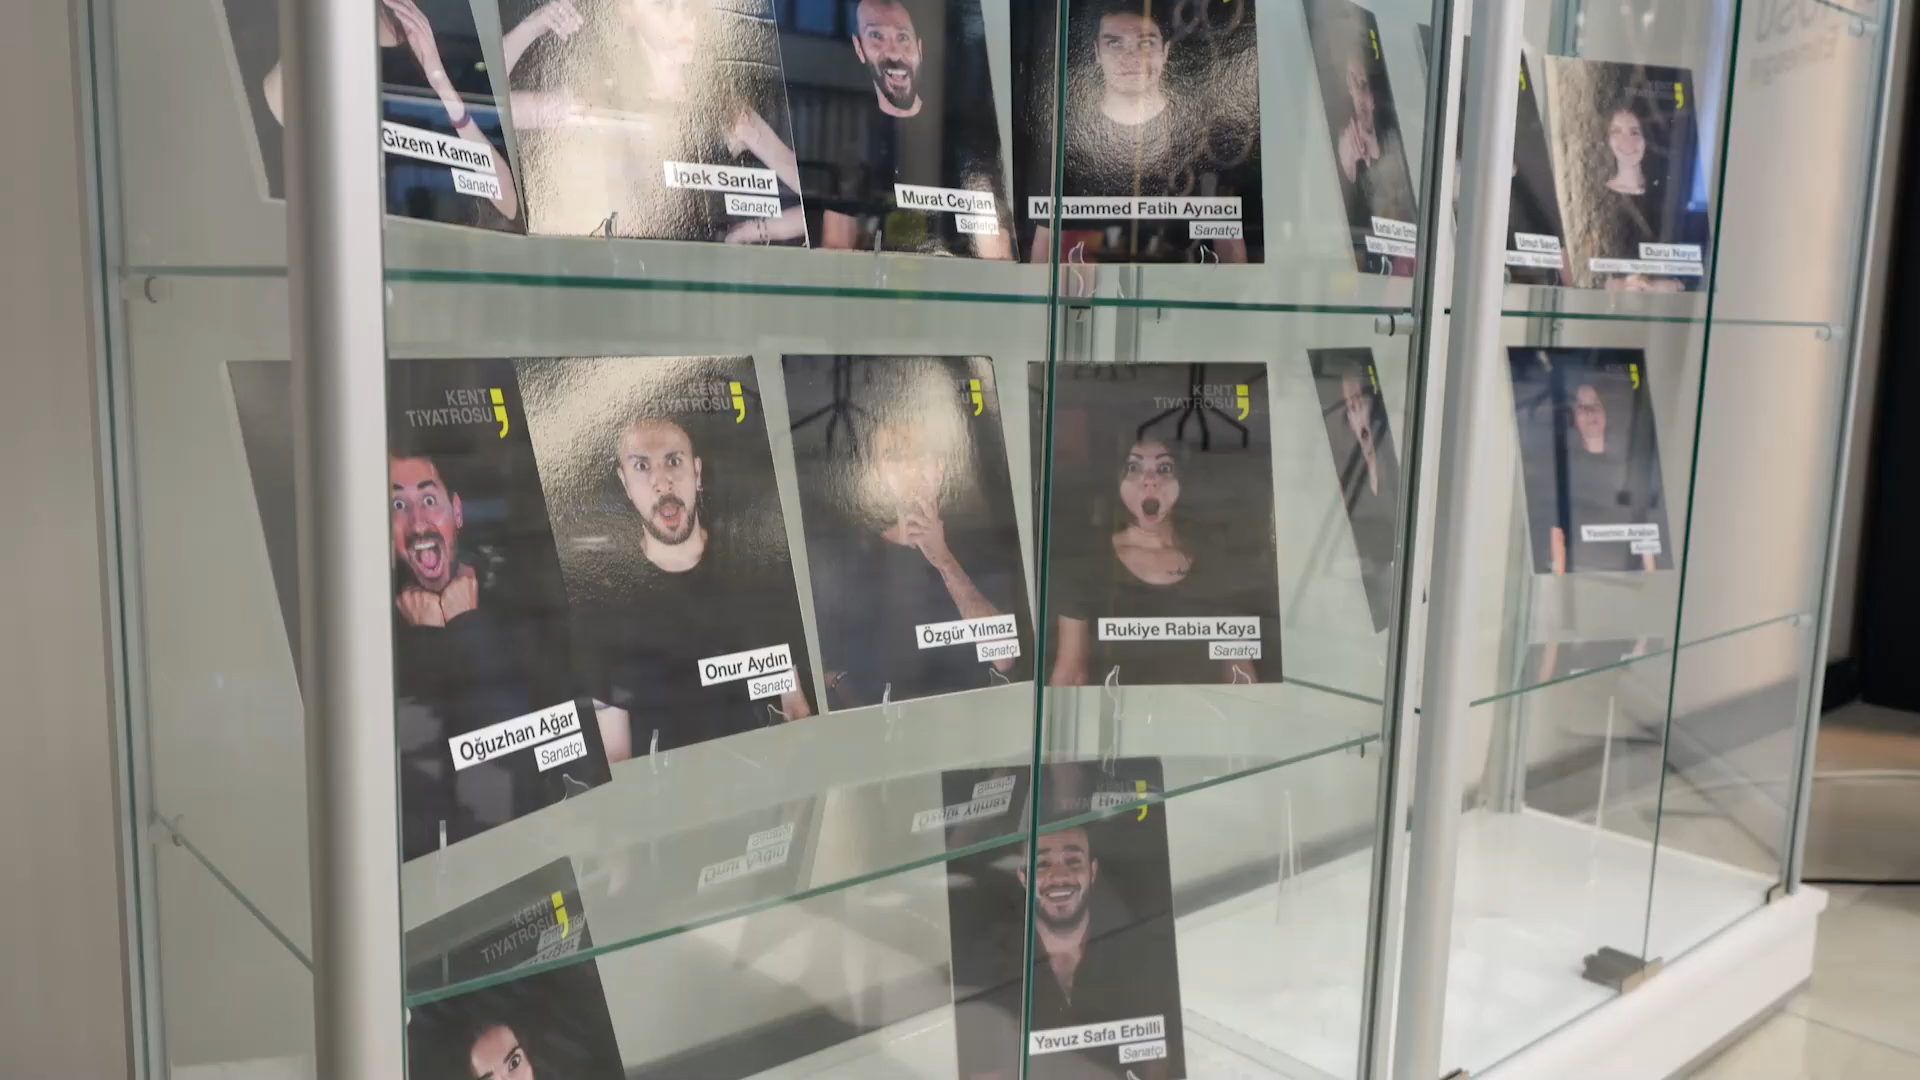 Gizem Kaman
Sanatçı
İpek Sarılar
Sanatçı
Murat Ceylan
Sanatçı
Muhammed Fatih Aynacı
Sanatçı
Umut
Duru
KENT
TİYATROSU
Oğuzhan Ağar
Sanatçı
KENT
TİYATROSU
Onur Aydın
Sanatçı
KENT
Özgür Yılmaz
Sanatçı
KENT
TİYATROSU
Rukiye Rabia Kaya
Sanatçı
Yasemin Arslan
KENT
TİYATROSU
Yavuz Safa Erbilli
Sanatçı